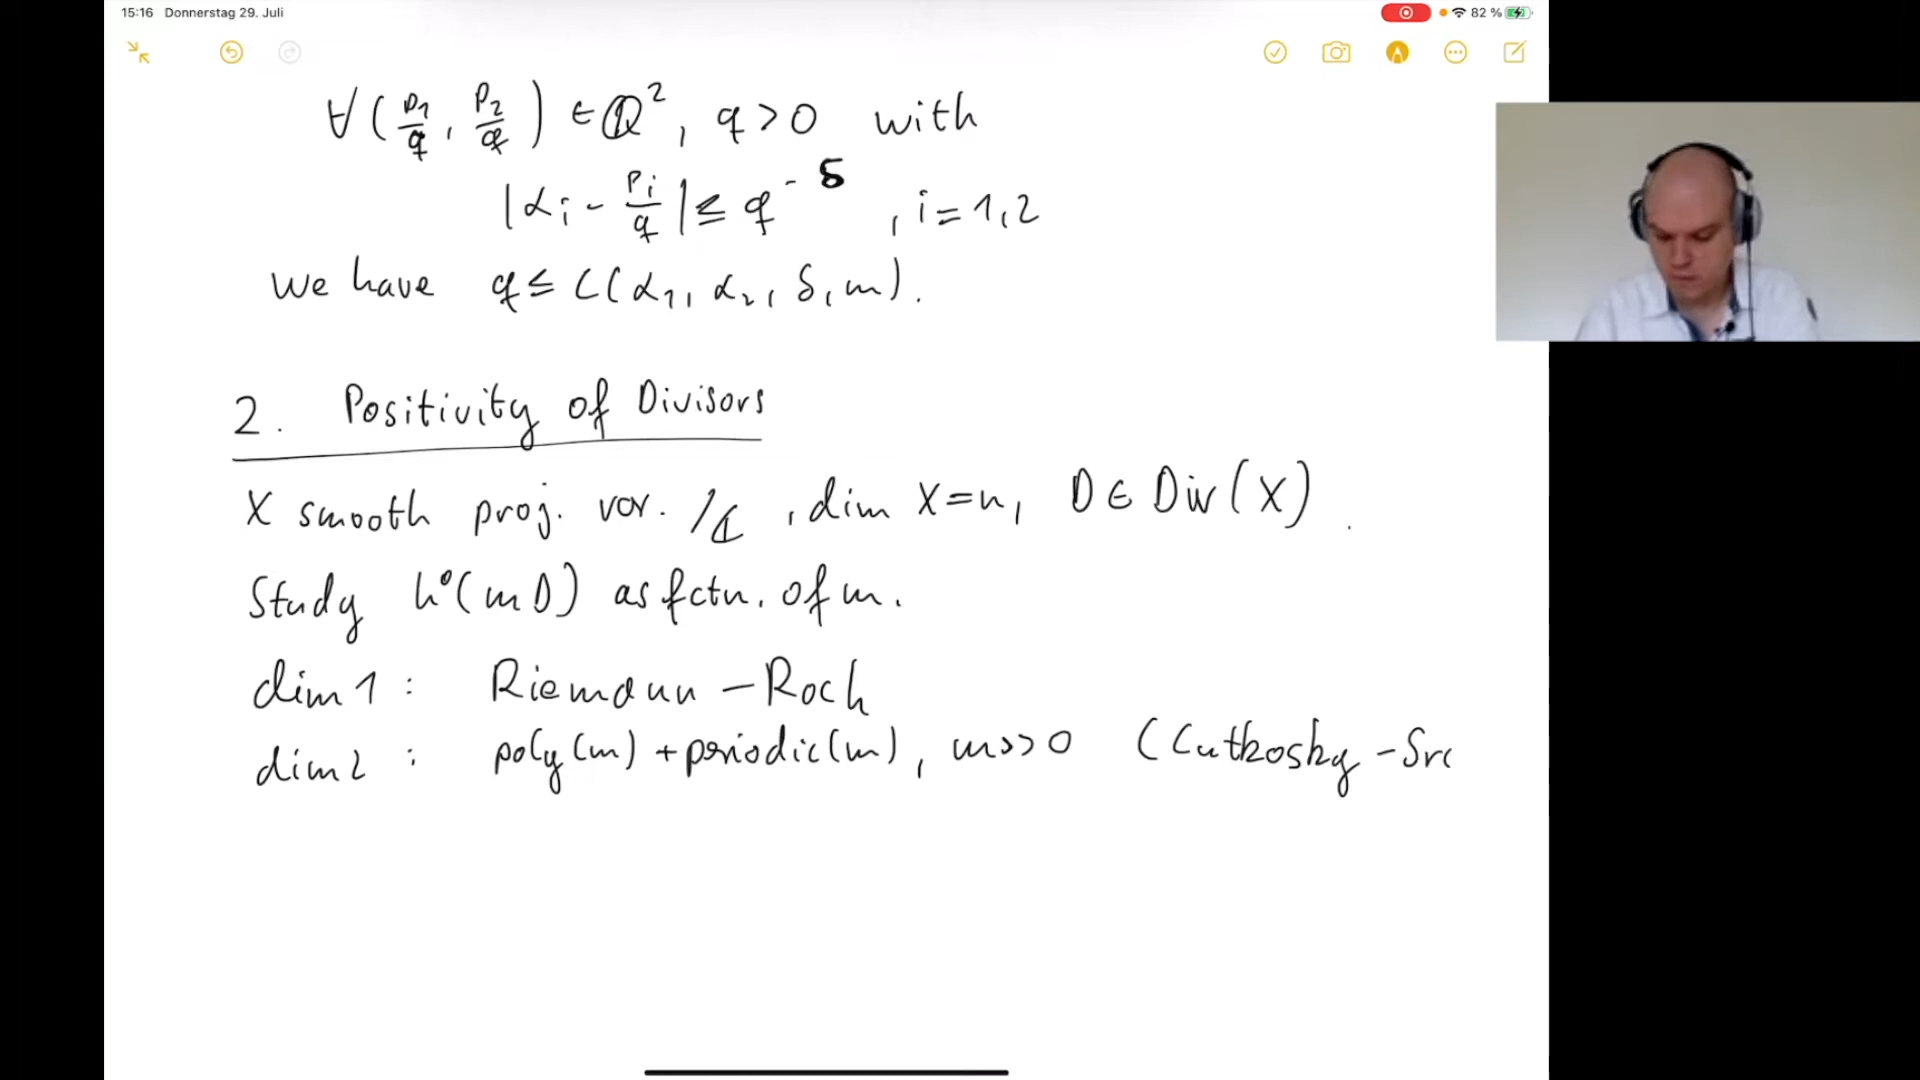 15:16 Donnerstag 29. Juli 82 %
∀ (p₁/q, p₂/q) ∈ ℚ², q > 0 with
|α_i - p_i/q| ≤ q^{-δ}, i = 1,2
we have q ≤ C(α₁, α₂, δ, m).
2. Positivity of Divisors
X smooth proj. var. /ℂ, dim X = n, D ∈ Div(X).
Study h⁰(mD) as fctn. of m.
dim 1 : Riemann - Roch
dim 2 : poly(m) + periodic(m), m >> 0 (Cutkosky - Sr